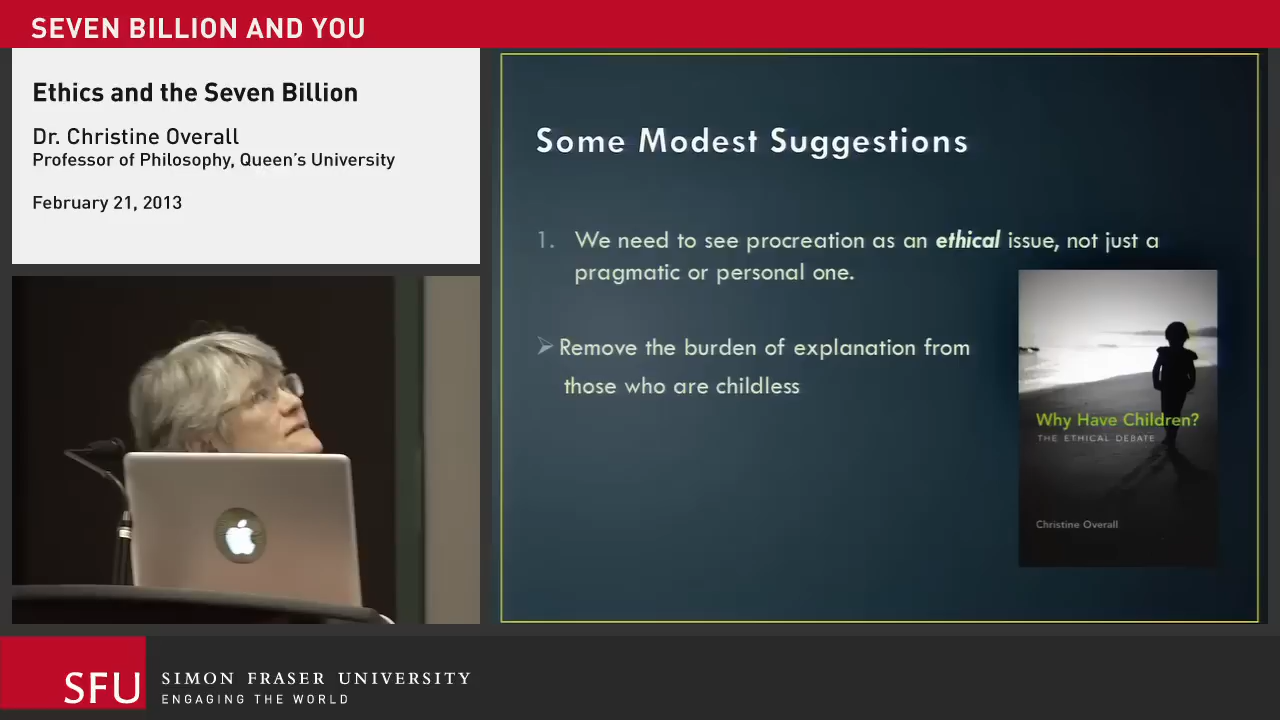 SEVEN BILLION AND YOU
Ethics and the Seven Billion
Dr. Christine Overall
Professor of Philosophy, Queen's University
February 21, 2013
Some Modest Suggestions
1. We need to see procreation as an ethical issue, not just a
pragmatic or personal one.
Remove the burden of explanation from
those who are childless
Why Have Children?
THE ETHICAL DEBATE
Christine Overall
SFU
SIMON FRASER UNIVERSITY
ENGAGING THE WORLD